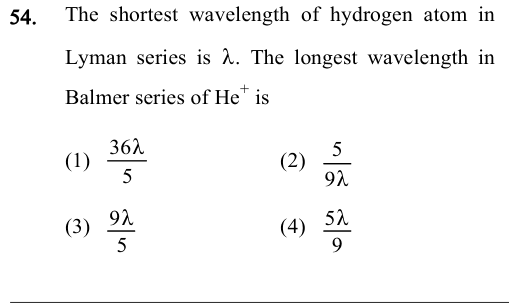 54. The shortest wavelength of hydrogen atom in
Lyman series is λ. The longest wavelength in
Balmer series of He⁺ is
(1) 36λ/5 (2) 5/9λ
(3) 9λ/5 (4) 5λ/9